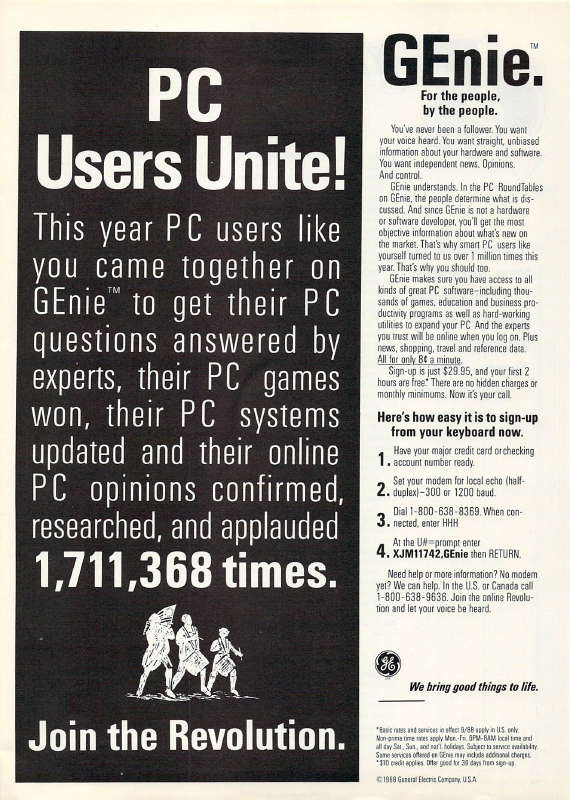 PC
Users Unite!
This year PC users like
you came together on
GEnie™ to get their PC
questions answered by
experts, their PC games
won, their PC systems
updated and their online
PC opinions confirmed,
researched, and applauded
1,711,368 times.
Join the Revolution.
GEnie.™
For the people,
by the people.
You've never been a follower. You want
your voice heard. You want straight, unbiased
information about your hardware and software.
You want independent news. Opinions.
And control.
GEnie understands. In the PC RoundTables
on GEnie, the people determine what is dis-
cussed. And since GEnie is not a hardware
or software developer, you'll get the most
objective information about what's new on
the market. That's why smart PC users like
yourself turned to us over 1 million times this
year. That's why you should too.
GEnie makes sure you have access to all
kinds of great PC software–including thou-
sands of games, education and business pro-
ductivity programs as well as hard-working
utilities to expand your PC. And the experts
you trust will be online when you log on. Plus
news, shopping, travel and reference data.
All for only 8¢ a minute.
Sign-up is just $29.95, and your first 2
hours are free.* There are no hidden charges or
monthly minimums. Now it's your call.
Here's how easy it is to sign-up
from your keyboard now.
1. Have your major credit card or checking
account number ready.
2. Set your modem for local echo (half-
duplex)–300 or 1200 baud.
3. Dial 1-800-638-8369. When con-
nected, enter HHH
4. At the U#=prompt enter
XJM11742,GEnie then RETURN.
Need help or more information? No modem
yet? We can help. In the U.S. or Canada call
1-800-638-9636. Join the online Revolu-
tion and let your voice be heard.
GE
We bring good things to life.
*Basic rates and services in effect 9/88 apply in U.S. only.
Non-prime time rates apply Mon.-Fri. 6PM-8AM local time and
all day Sat., Sun., and nat'l. holidays. Subject to service availability.
Some services offered on GEnie may include additional charges.
*$10 credit applies. Offer good for 30 days from sign-up.
©1988 General Electric Company, U.S.A.